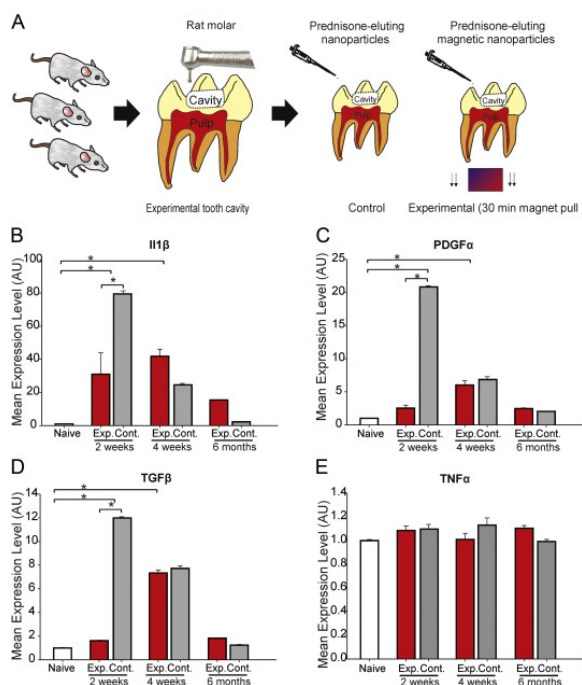 A
Rat molar
Prednisone-eluting
nanoparticles
Prednisone-eluting
magnetic nanoparticles
Cavity
Pulp
Cavity
Pulp
Cavity
Pulp
Experimental tooth cavity
Control
Experimental (30 min magnet pull
B
Il1β
Mean Expression Level (AU)
100
80
60
40
20
0
*
*
*
Naive
Exp.Cont.
Exp.Cont.
Exp.Cont.
2 weeks
4 weeks
6 months
C
PDGFα
Mean Expression Level (AU)
25
20
15
10
5
0
*
*
*
Naive
Exp.Cont.
Exp.Cont.
Exp.Cont.
2 weeks
4 weeks
6 months
D
TGFβ
Mean Expression Level (AU)
14
12
10
8
6
4
2
0
*
*
*
Naive
Exp.Cont.
Exp.Cont.
Exp.Cont.
2 weeks
4 weeks
6 months
E
TNFα
Mean Expression Level (AU)
1.4
1.2
1.0
0.8
0.6
0.4
0.2
0.0
Naive
Exp.Cont.
Exp.Cont.
Exp.Cont.
2 weeks
4 weeks
6 months